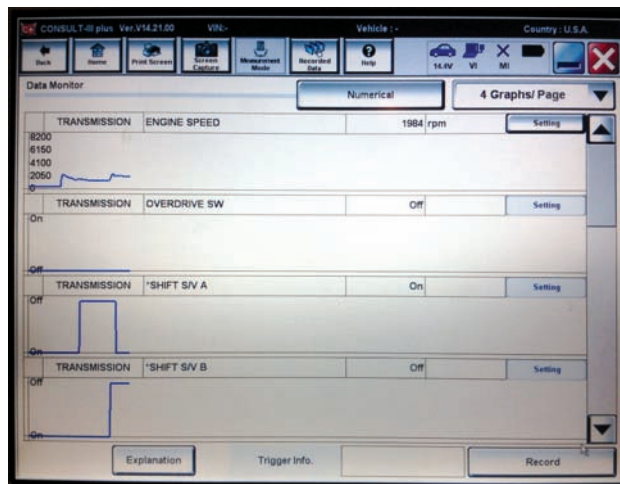 CONSULT-III plus Ver.V14.21.00 VIN:- Vehicle : - Country : U.S.A.
Back Home Print Screen Screen Capture Measurement Mode Recorded Data Help 14.4V VI MI
Data Monitor Numerical 4 Graphs/ Page
TRANSMISSION ENGINE SPEED 1984 rpm Setting
8200
6150
4100
2050
0
TRANSMISSION OVERDRIVE SW Off Setting
On
Off
TRANSMISSION *SHIFT S/V A On Setting
Off
On
TRANSMISSION *SHIFT S/V B Off Setting
Off
On
Explanation Trigger Info. Record